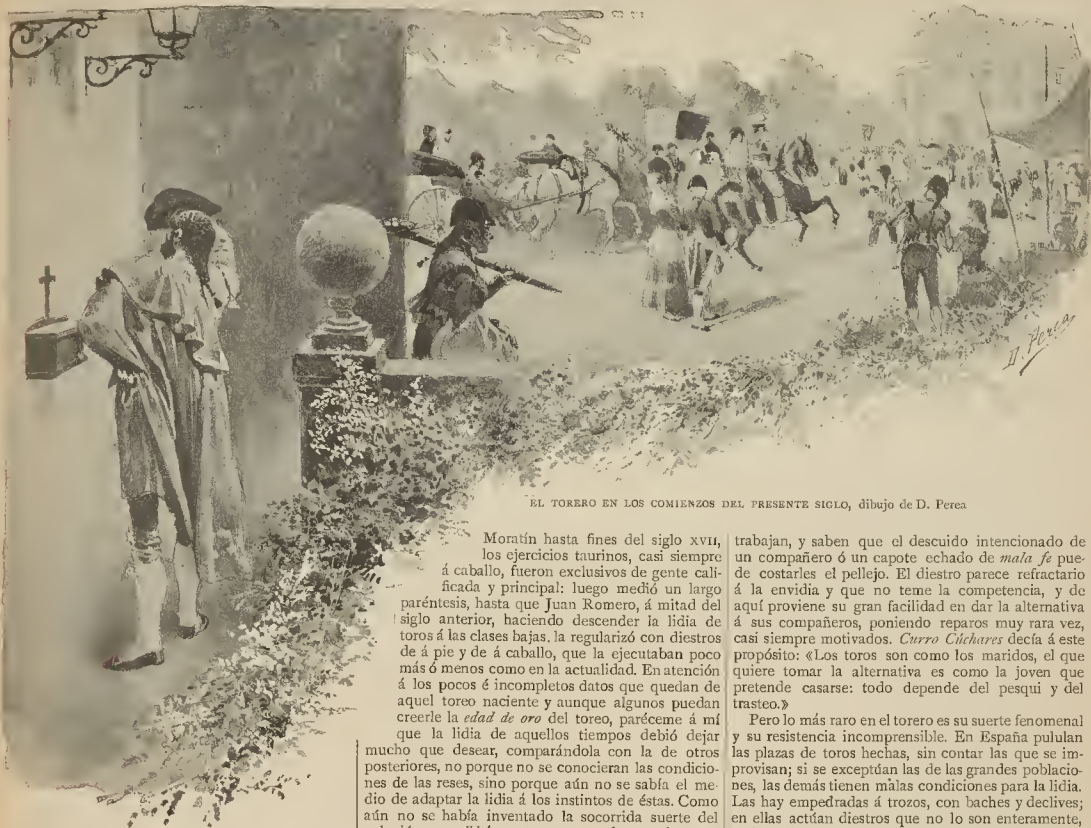 D. Perea
EL TORERO EN LOS COMIENZOS DEL PRESENTE SIGLO, dibujo de D. Perea
Moratín hasta fines del siglo XVII,
los ejercicios taurinos, casi siempre
á caballo, fueron exclusivos de gente cali-
ficada y principal: luego medió un largo
paréntesis, hasta que Juan Romero, á mitad del
siglo anterior, haciendo descender la lidia de
toros á las clases bajas. la regularizó con diestros
de á pie y de á caballo, que la ejecutaban poco
más ó menos como en la actualidad. En atención
á los pocos é incompletos datos que quedan de
aquel toreo naciente y aunque algunos puedan
creerle la edad de oro del toreo, paréceme á mí
que la lidia de aquellos tiempos debió dejar
mucho que desear, comparándola con la de otros
posteriores, no porque no se conocieran las condicio-
nes de las reses, sino porque aún no se sabía el me-
dio de adaptar la lidia á los instintos de éstas. Como
aún no se había inventado la socorrida suerte del
trabajan, y saben que el descuido intencionado de
un compañero ó un capote echado de mala fe pue-
de costarles el pellejo. El diestro parece refractario
á la envidia y que no teme la competencia, y de
aquí proviene su gran facilidad en dar la alternativa
á sus compañeros, poniendo reparos muy rara vez,
casi siempre motivados. Curro Cúchares decía á este
propósito: «Los toros son como los maridos, el que
quiere tomar la alternativa es como la joven que
pretende casarse: todo depende del pesqui y del
trasteo.»
Pero lo más raro en el torero es su suerte fenomenal
y su resistencia incomprensible. En España pululan
las plazas de toros hechas, sin contar las que se im-
provisan; si se exceptúan las de las grandes poblacio-
nes, las demás tienen malas condiciones para la lidia.
Las hay empedradas á trozos, con baches y declives;
en ellas actúan diestros que no lo son enteramente,